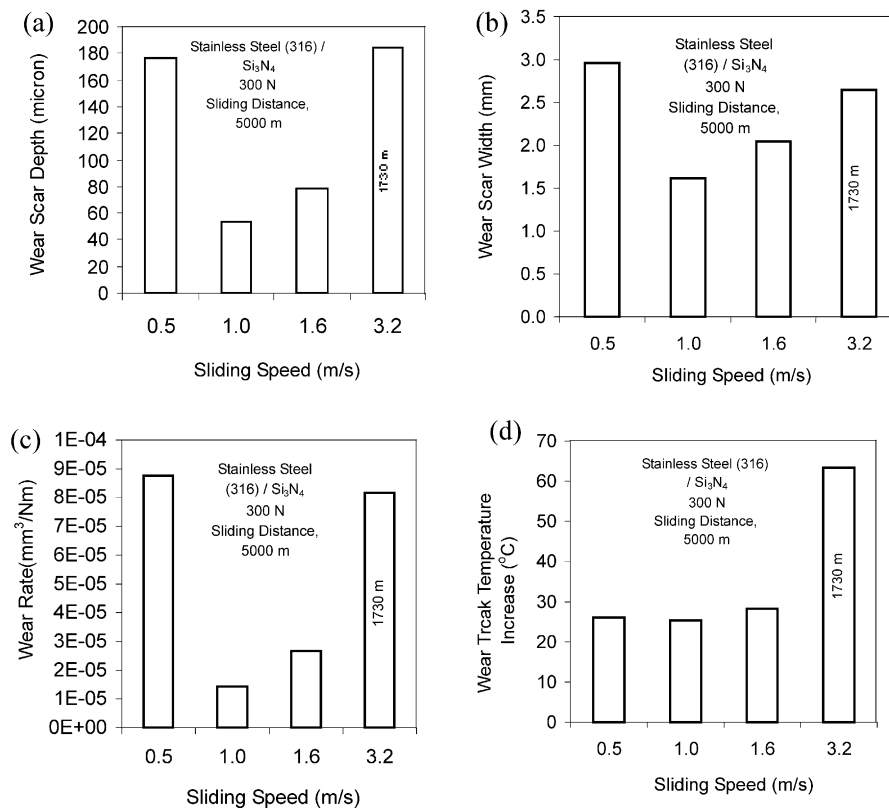 (a)
Wear Scar Depth (micron)
200
180
160
140
120
100
80
60
40
20
0
Stainless Steel (316) /
Si₃N₄
300 N
Sliding Distance,
5000 m
1730 m
0.5 1.0 1.6 3.2
Sliding Speed (m/s)
(b)
Wear Scar Width (mm)
3.5
3.0
2.5
2.0
1.5
1.0
0.5
0.0
Stainless Steel
(316) / Si₃N₄
300 N
Sliding Distance,
5000 m
1730 m
0.5 1.0 1.6 3.2
Sliding Speed (m/s)
(c)
Wear Rate(mm³/Nm)
1E-04
9E-05
8E-05
7E-05
6E-05
5E-05
4E-05
3E-05
2E-05
1E-05
0E+00
Stainless Steel
(316) / Si₃N₄
300 N
Sliding Distance,
5000 m
1730 m
0.5 1.0 1.6 3.2
Sliding Speed (m/s)
(d)
Wear Trcak Temperature
Increase (°C)
70
60
50
40
30
20
10
0
Stainless Steel (316)
/ Si₃N₄
300 N
Sliding Distance,
5000 m
1730 m
0.5 1.0 1.6 3.2
Sliding Speed (m/s)